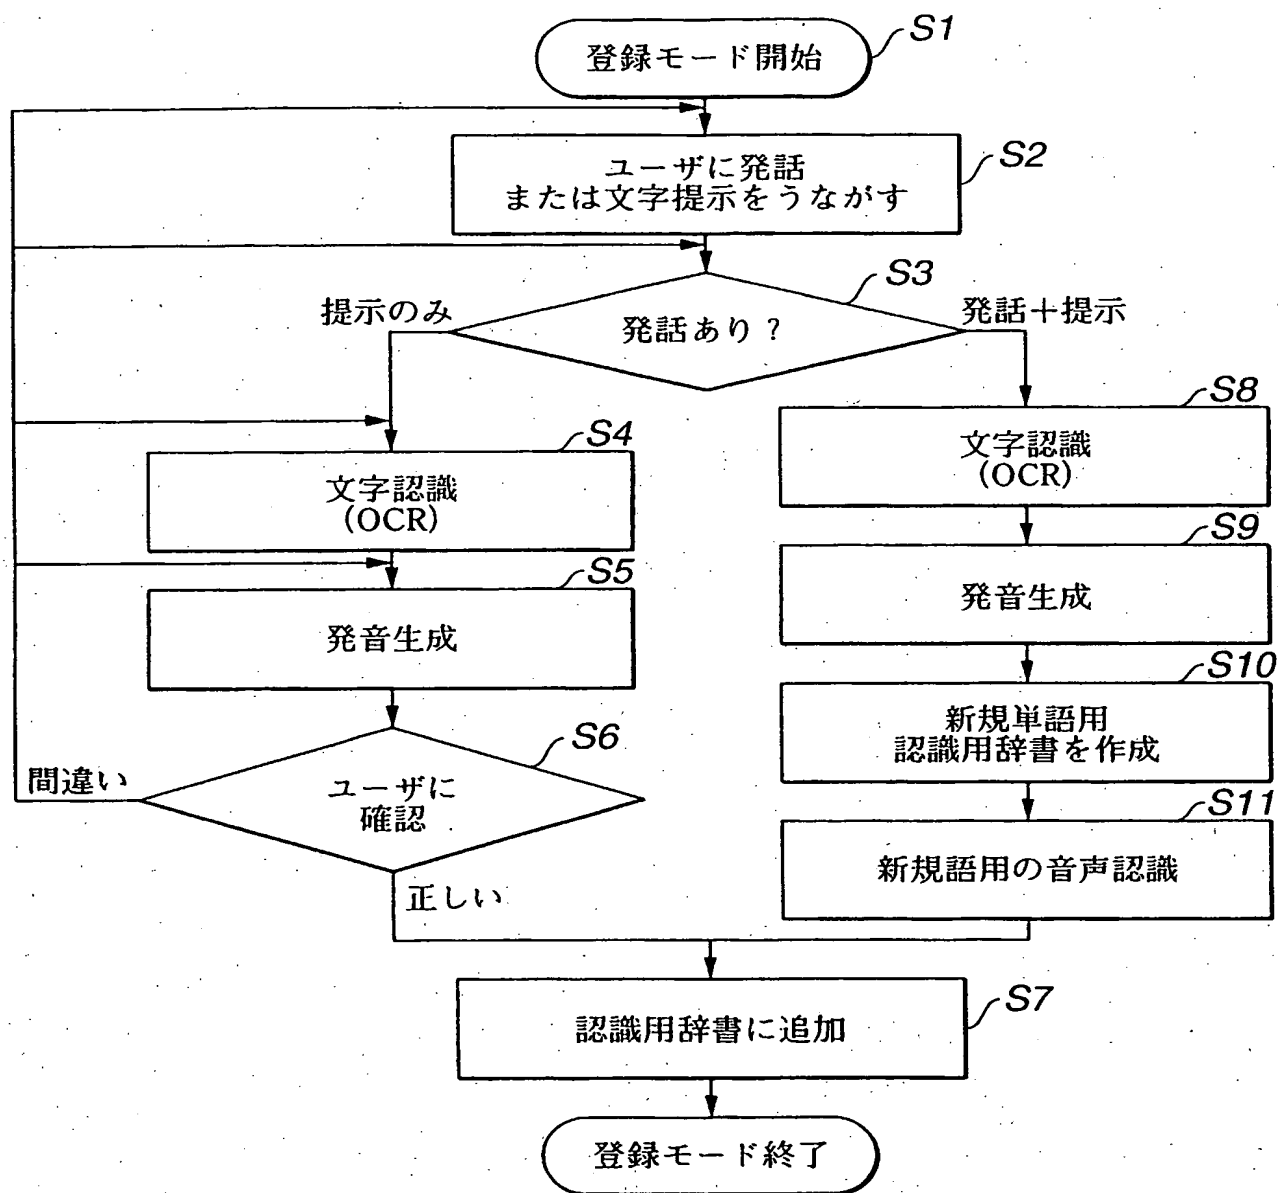 登録モード開始
S1
ユーザに発話
または文字提示をうながす
S2
発話あり?
S3
提示のみ
発話+提示
文字認識
(OCR)
S4
発音生成
S5
ユーザに
確認
S6
間違い
正しい
文字認識
(OCR)
S8
発音生成
S9
新規単語用
認識用辞書を作成
S10
新規語用の音声認識
S11
認識用辞書に追加
S7
登録モード終了